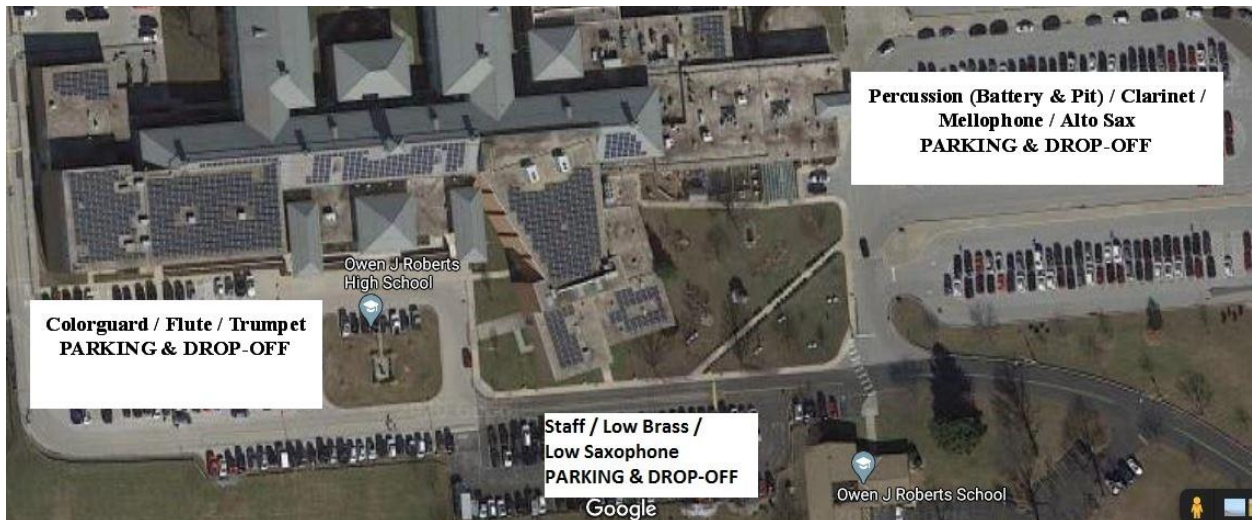 Percussion (Battery & Pit) / Clarinet /
Mellophone / Alto Sax
PARKING & DROP-OFF
Owen J Roberts
High School
Colorguard / Flute / Trumpet
PARKING & DROP-OFF
Staff / Low Brass /
Low Saxophone
PARKING & DROP-OFF
Owen J Roberts School
Google